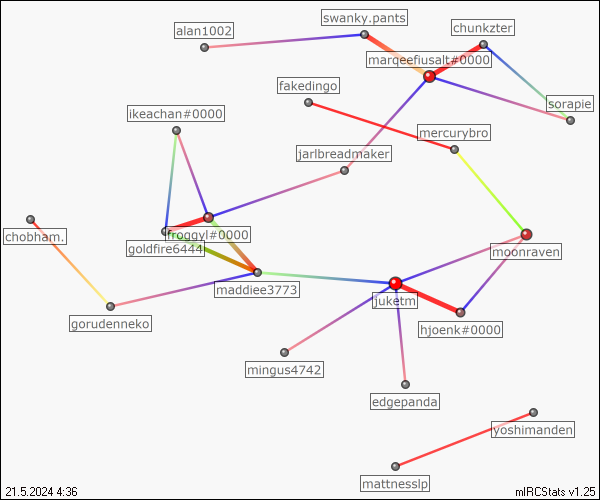 swanky.pants
alan1002
chunkzter
marqeefiusalt#0000
fakedingo
sorapie
ikeachan#0000
mercurybro
jarlbreadmaker
froggyl#0000
chobham.
goldfire6444
moonraven
maddiee3773
juketm
gorudenneko
hjoenk#0000
mingus4742
edgepanda
yoshimanden
mattnesslp
21.5.2024 4:36
mIRCStats v1.25